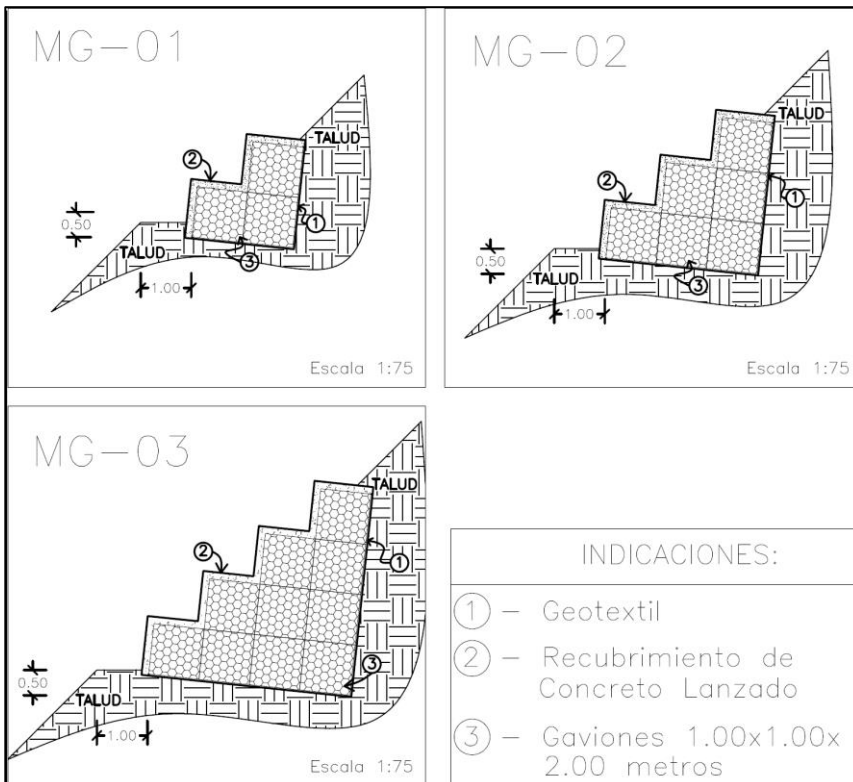 MG-01
TALUD
2
0.50
1
TALUD
3
1.00
Escala 1:75
MG-02
TALUD
2
1
0.50
TALUD
3
1.00
Escala 1:75
MG-03
TALUD
2
1
0.50
3
TALUD
1.00
Escala 1:75
INDICACIONES:
1 - Geotextil
2 - Recubrimiento de
Concreto Lanzado
3 - Gaviones 1.00x1.00x
2.00 metros